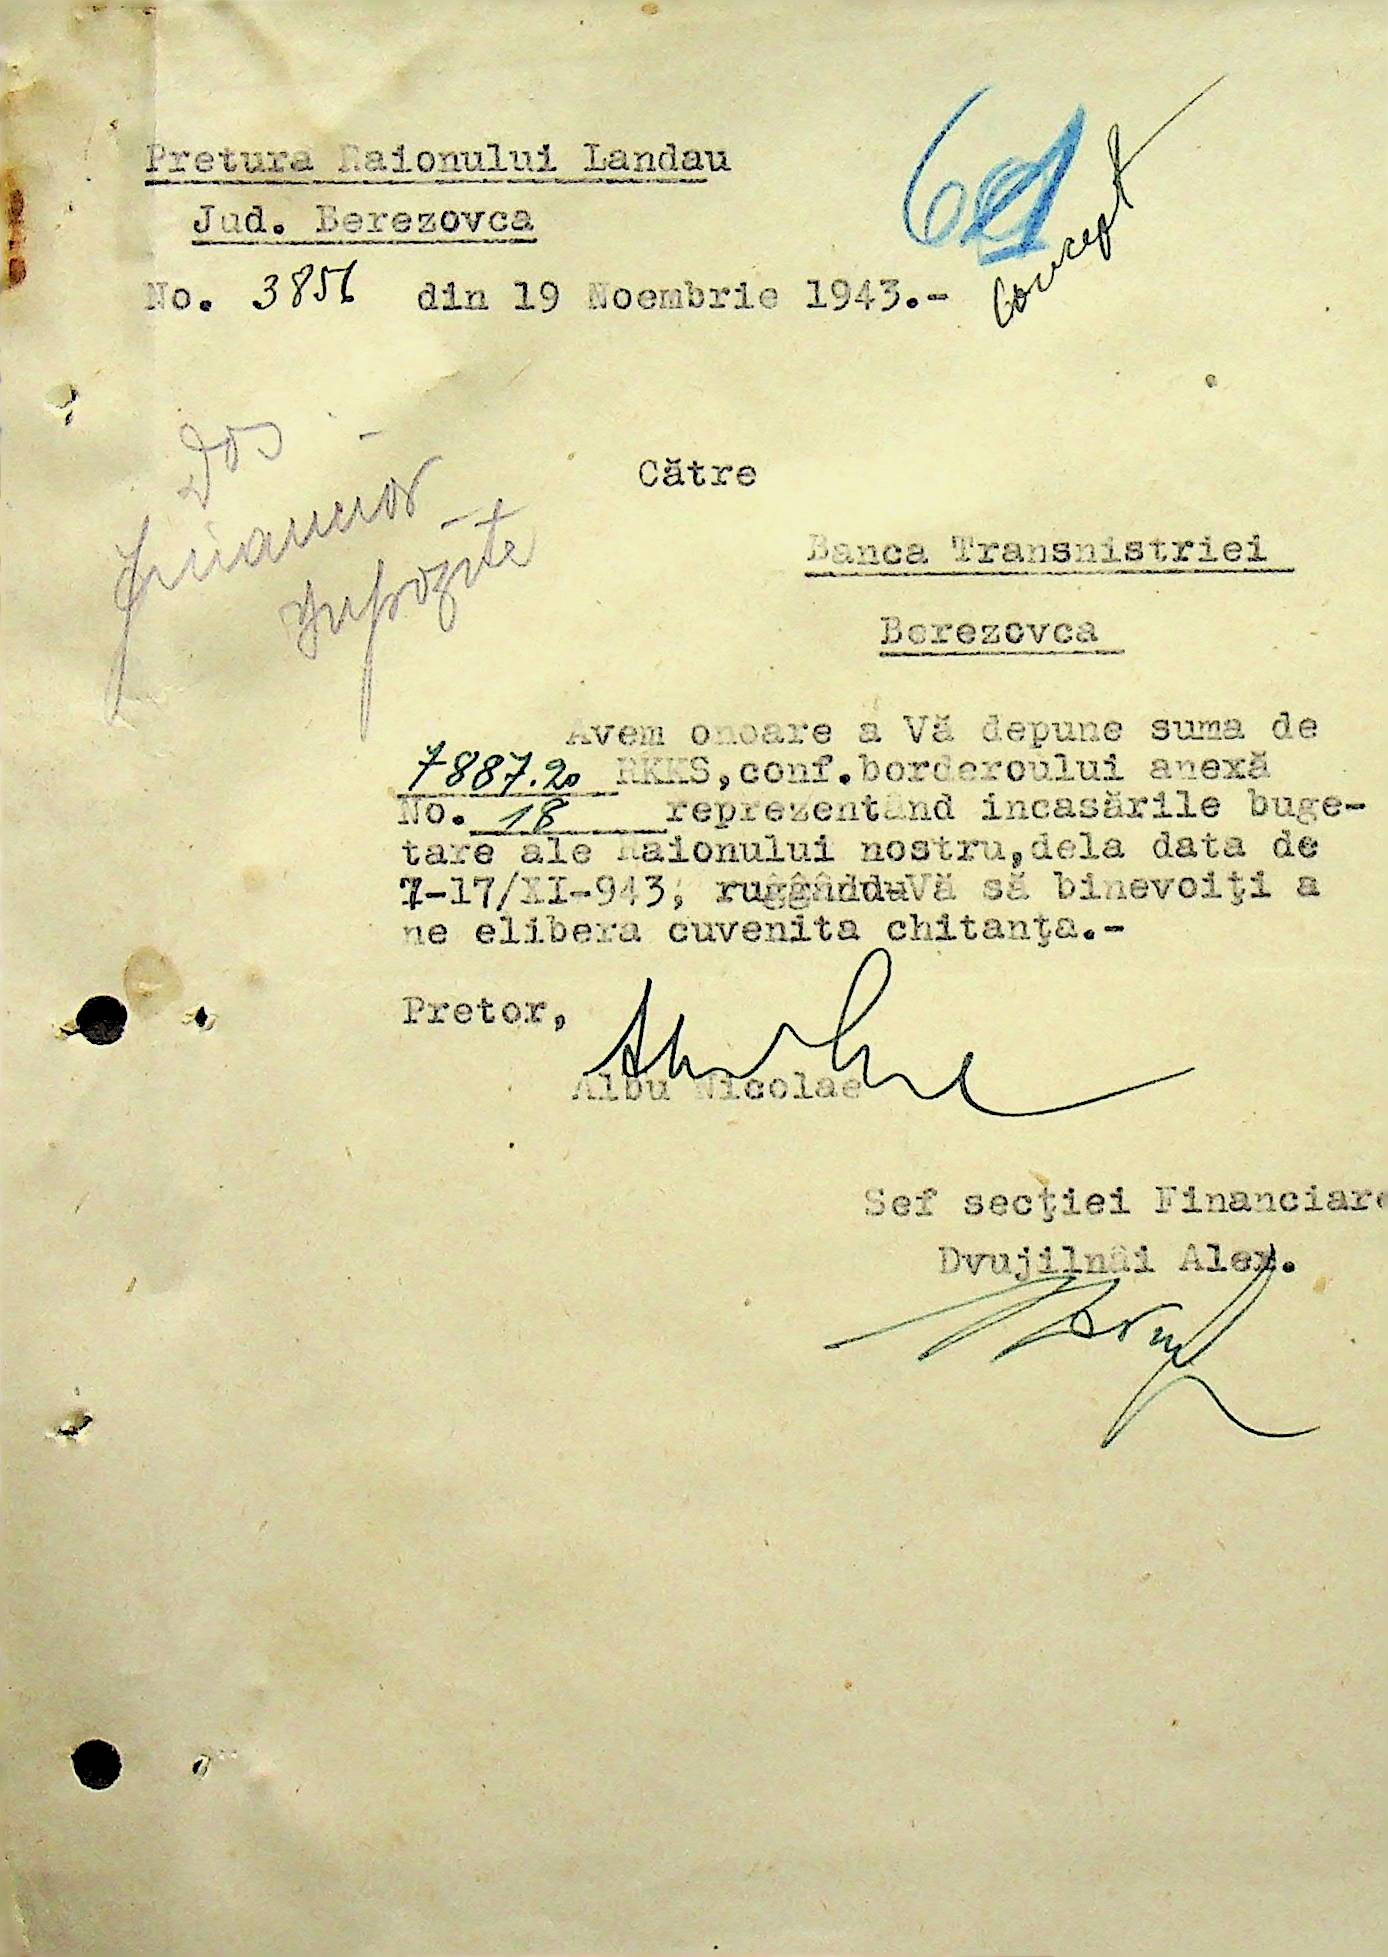 Pretura Raionului Landau
Jud. Berezovca
No. 3856 din 19 Noembrie 1943.-
Concept
Dos
financiar
Impozite
Către
Banca Transnistriei
Berezovca
Avem onoare a Vă depune suma de
7887.20 RKKS,conf.borderoului anexă
No. 18 reprezentând incasările buge-
tare ale Raionului nostru,dela data de
7-17/XI-943, ruggândduVă să binevoiţi a
ne elibera cuvenita chitanţa.-
Pretor,
Albu Nicolae
Sef secţiei Financiare
Dvujilnâi Alex.